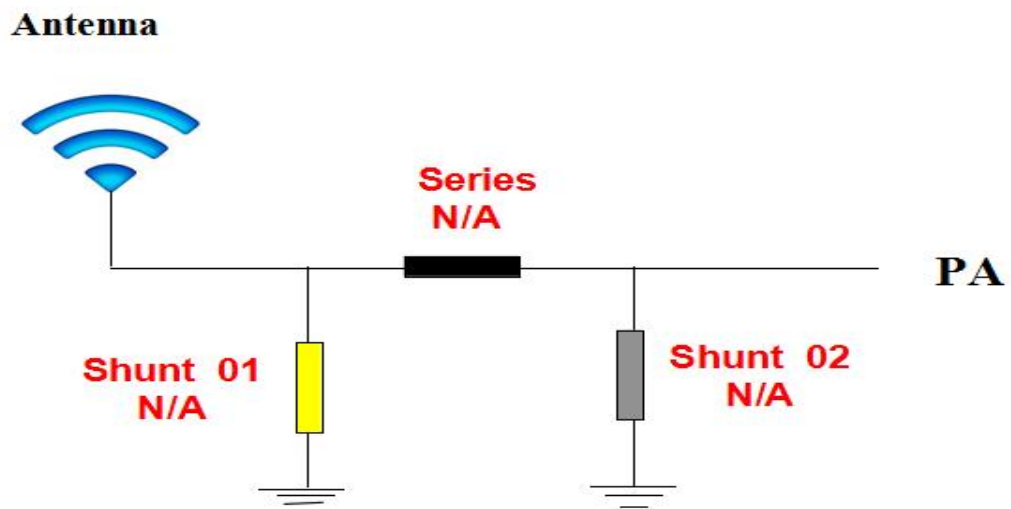 Antenna
Series
N/A
PA
Shunt 01
N/A
Shunt 02
N/A